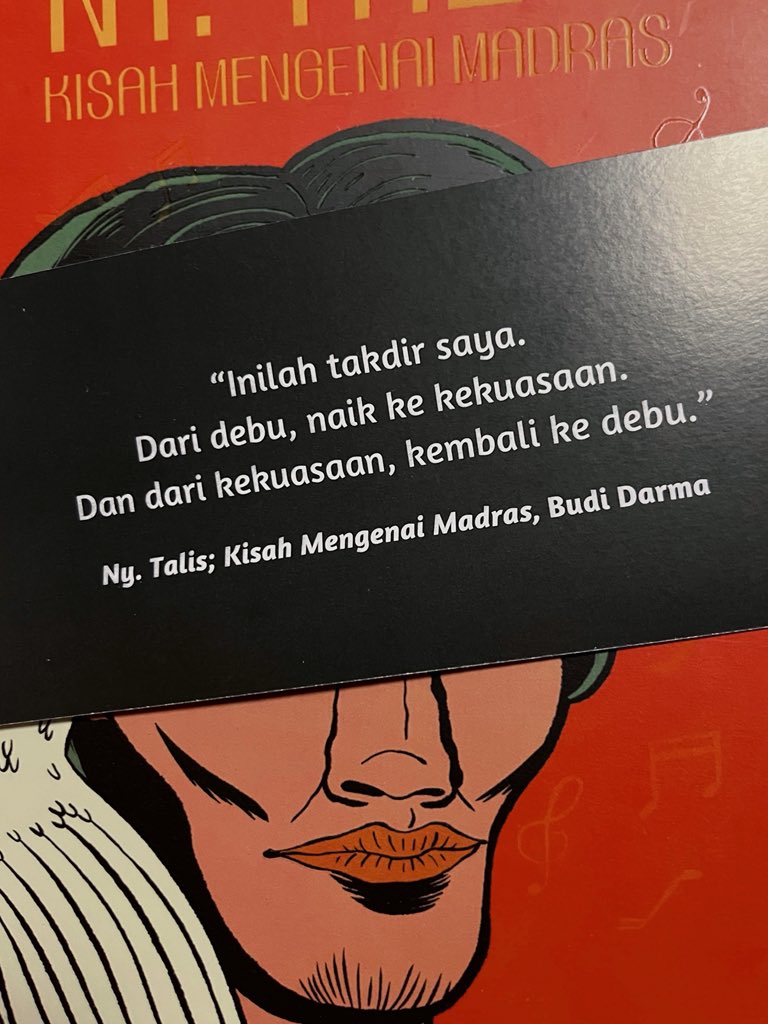 NY.
KISAH MENGENAI MADRAS
“Inilah takdir saya.
Dari debu, naik ke kekuasaan.
Dan dari kekuasaan, kembali ke debu.”
Ny. Talis; Kisah Mengenai Madras, Budi Darma